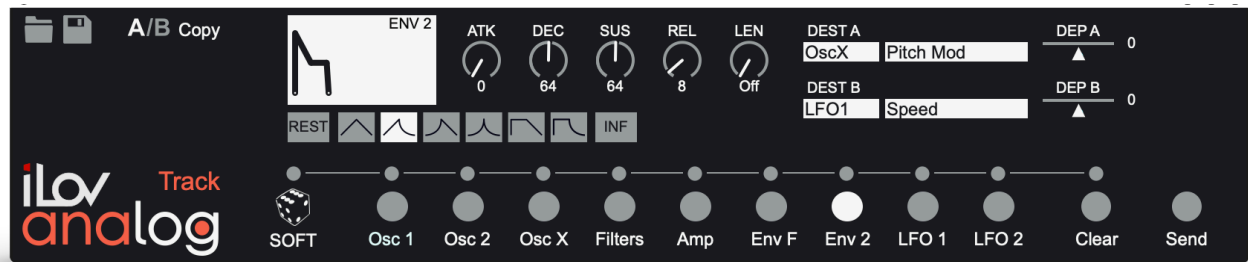 A/B Copy
ENV 2
ATK DEC SUS REL LEN
0 64 64 8 Off
DEST A DEP A
OscX Pitch Mod 0
DEST B DEP B
LFO1 Speed 0
REST INF
iLov analog Track
SOFT Osc 1 Osc 2 Osc X Filters Amp Env F Env 2 LFO 1 LFO 2 Clear Send